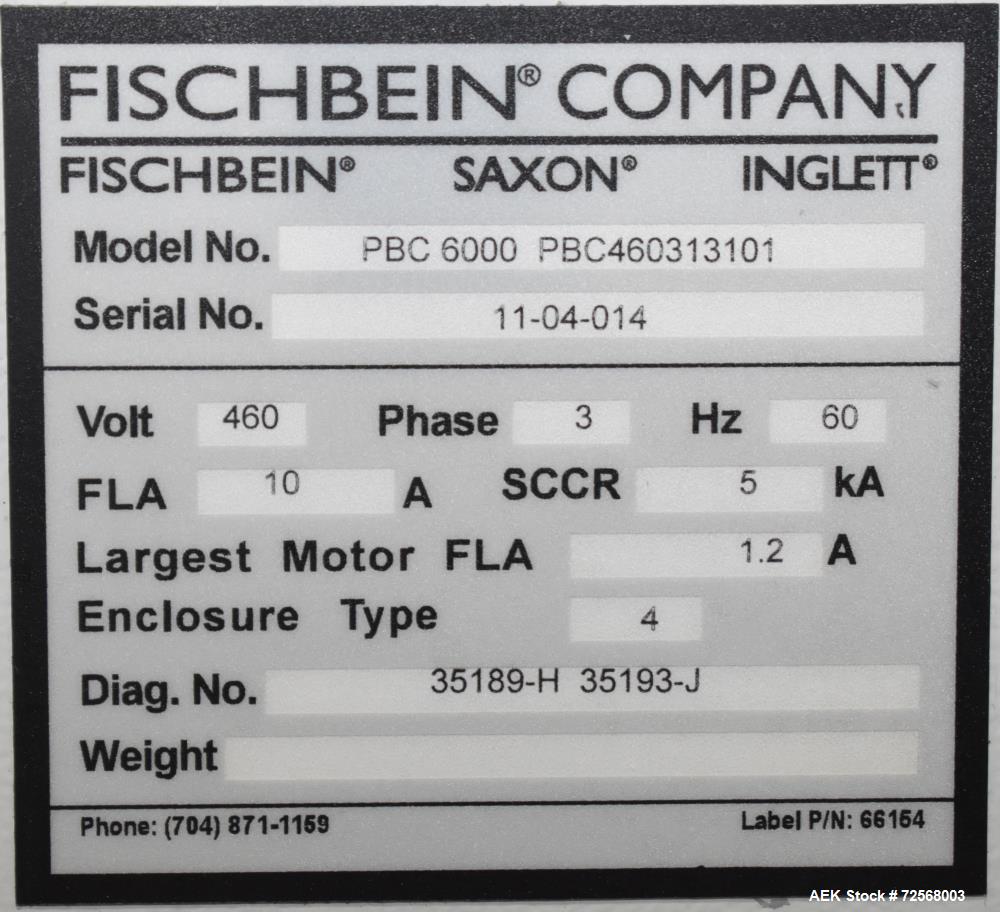 FISCHBEIN® COMPANY
FISCHBEIN® SAXON® INGLETT®
Model No. PBC 6000 PBC460313101
Serial No. 11-04-014
Volt 460 Phase 3 Hz 60
FLA 10 A SCCR 5 kA
Largest Motor FLA 1.2 A
Enclosure Type 4
Diag. No. 35189-H 35193-J
Weight
Phone: (704) 871-1159 Label P/N: 66154
AEK Stock # 72568003